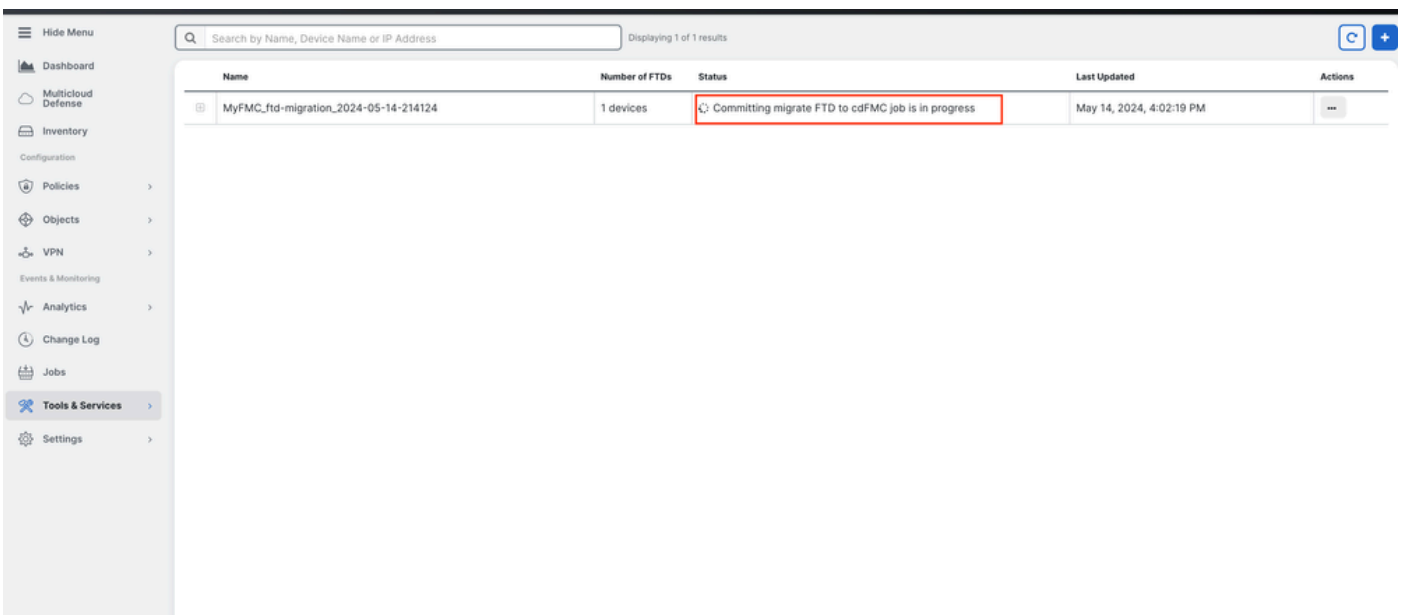 Hide Menu
Dashboard
Multicloud
Defense
Inventory
Configuration
Policies
Objects
VPN
Events & Monitoring
Analytics
Change Log
Jobs
Tools & Services
Settings
Search by Name, Device Name or IP Address
Displaying 1 of 1 results
Name Number of FTDs Status Last Updated Actions
MyFMC_ftd-migration_2024-05-14-214124 1 devices Committing migrate FTD to cdFMC job is in progress May 14, 2024, 4:02:19 PM